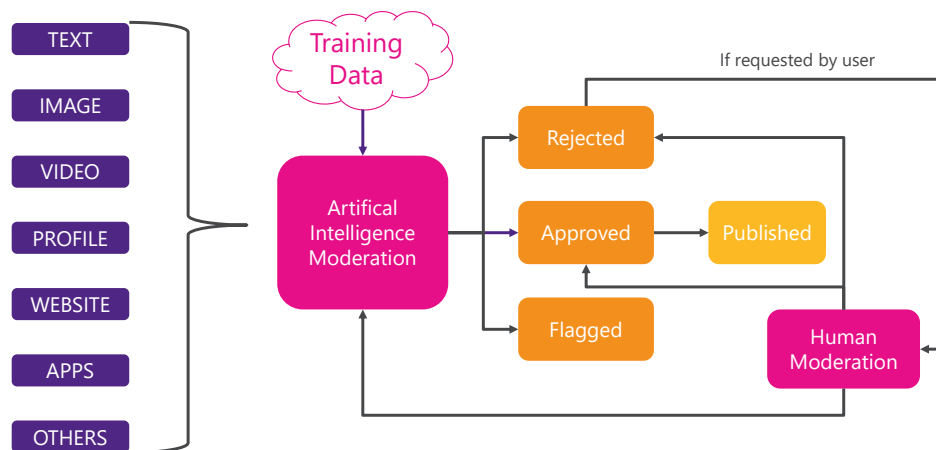 TEXT
IMAGE
VIDEO
PROFILE
WEBSITE
APPS
OTHERS
Training
Data
Artifical
Intelligence
Moderation
If requested by user
Rejected
Approved
Published
Flagged
Human
Moderation